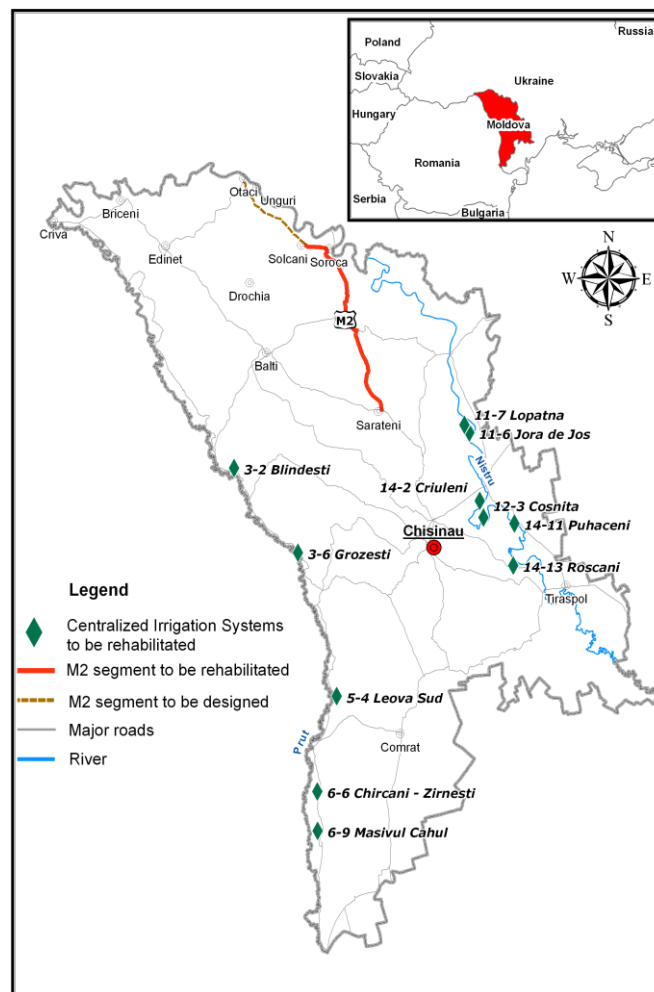 Russia
Poland
Ukraine
Slovakia
Hungary
Moldova
Romania
Serbia
Bulgaria
Otaci
Unguri
Briceni
Criva
Edinet
Solcani
Soroca
Drochia
N
W
E
S
M2
Balti
Sarateni
11-7 Lopatna
11-6 Jora de Jos
Nistru
3-2 Blindesti
14-2 Criuleni
12-3 Cosnita
14-11 Puhaceni
Chisinau
3-6 Grozesti
14-13 Roscani
Tiraspol
Legend
Centralized Irrigation Systems
to be rehabilitated
M2 segment to be rehabilitated
M2 segment to be designed
Major roads
River
5-4 Leova Sud
Prut
Comrat
6-6 Chircani - Zirnesti
6-9 Masivul Cahul